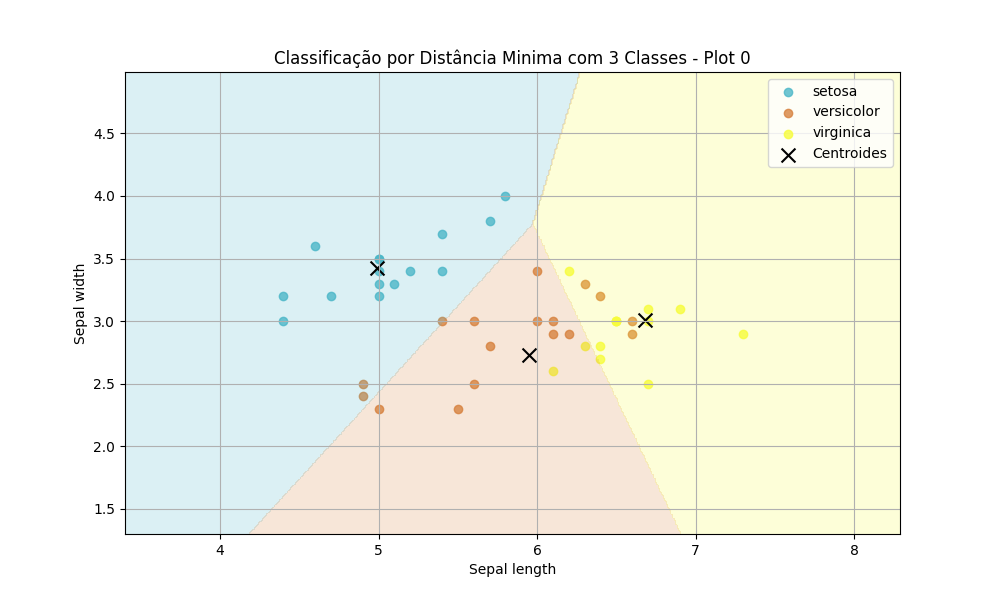 Classificação por Distância Minima com 3 Classes - Plot 0
setosa
versicolor
virginica
Centroides
Sepal width
4.5
4.0
3.5
3.0
2.5
2.0
1.5
4 5 6 7 8
Sepal length